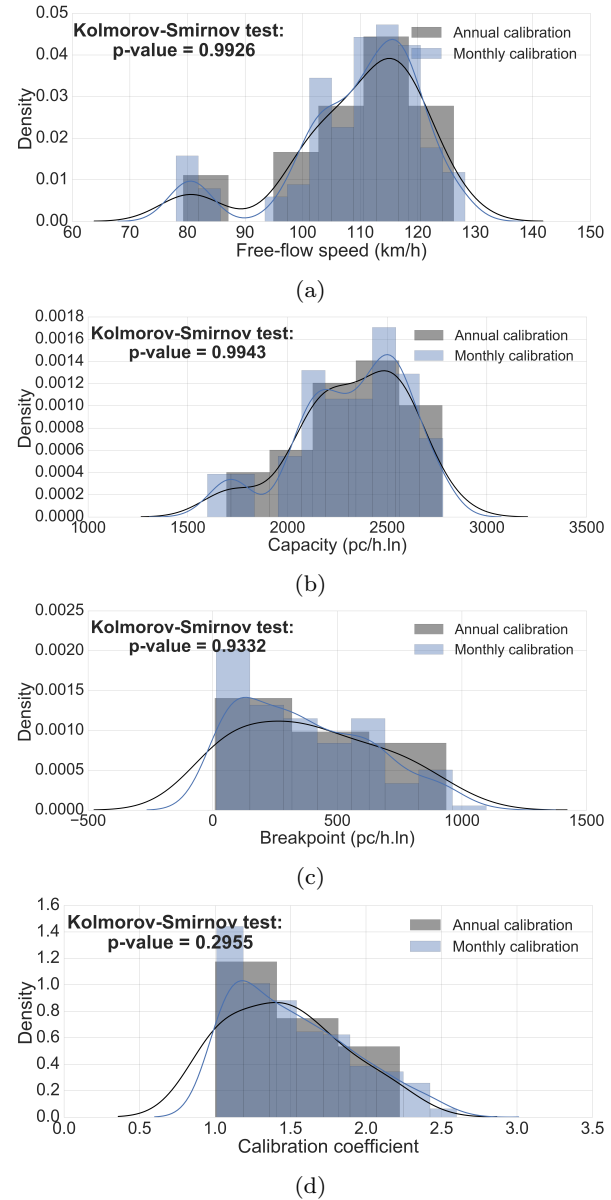 Kolmorov-Smirnov test:
p-value = 0.9926
Annual calibration
Monthly calibration
0.05
0.04
0.03
0.02
0.01
0.00
Density
60 70 80 90 100 110 120 130 140 150
Free-flow speed (km/h)
(a)
Kolmorov-Smirnov test:
p-value = 0.9943
Annual calibration
Monthly calibration
0.0018
0.0016
0.0014
0.0012
0.0010
0.0008
0.0006
0.0004
0.0002
0.0000
Density
1000 1500 2000 2500 3000 3500
Capacity (pc/h.ln)
(b)
Kolmorov-Smirnov test:
p-value = 0.9332
Annual calibration
Monthly calibration
0.0025
0.0020
0.0015
0.0010
0.0005
0.0000
Density
−500 0 500 1000 1500
Breakpoint (pc/h.ln)
(c)
Kolmorov-Smirnov test:
p-value = 0.2955
Annual calibration
Monthly calibration
1.6
1.4
1.2
1.0
0.8
0.6
0.4
0.2
0.0
Density
0.0 0.5 1.0 1.5 2.0 2.5 3.0 3.5
Calibration coefficient
(d)